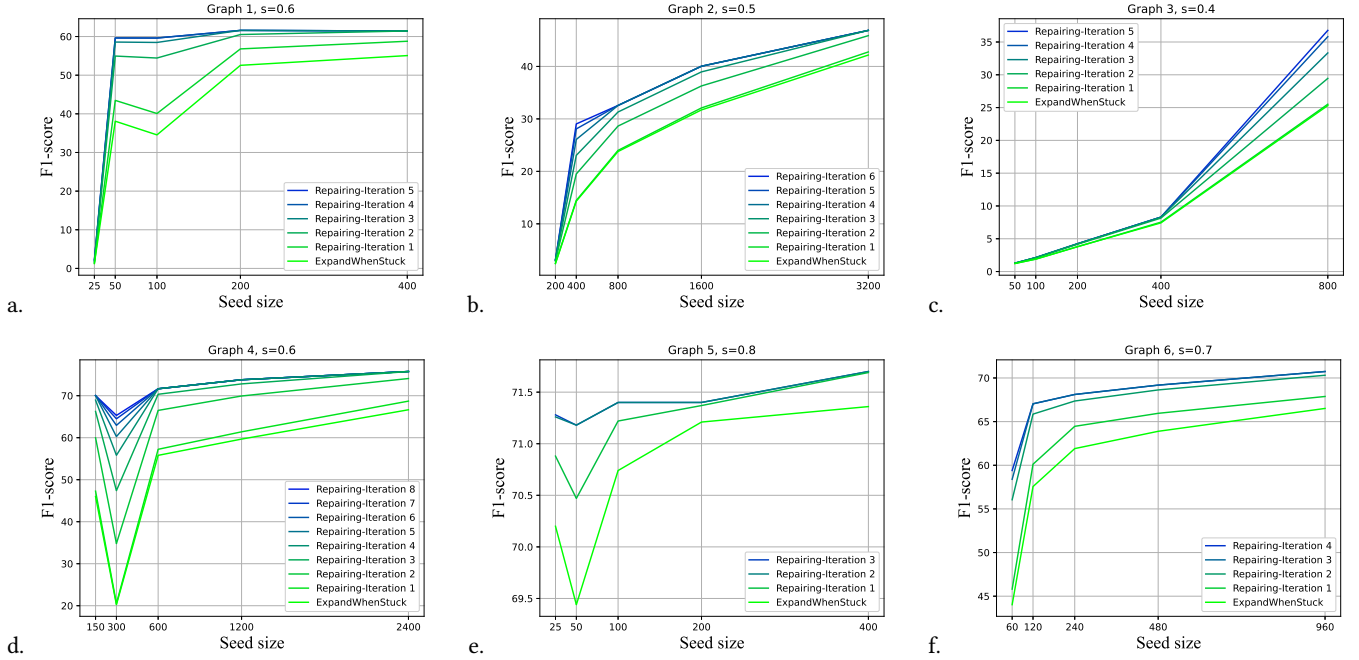 Graph 1, s=0.6
60
50
40
30
20
10
0
F1-score
Repairing-Iteration 5
Repairing-Iteration 4
Repairing-Iteration 3
Repairing-Iteration 2
Repairing-Iteration 1
ExpandWhenStuck
25 50 100 200 400
Seed size
a.
Graph 2, s=0.5
40
30
20
10
F1-score
Repairing-Iteration 6
Repairing-Iteration 5
Repairing-Iteration 4
Repairing-Iteration 3
Repairing-Iteration 2
Repairing-Iteration 1
ExpandWhenStuck
200 400 800 1600 3200
Seed size
b.
Graph 3, s=0.4
35
30
25
20
15
10
5
0
F1-score
Repairing-Iteration 5
Repairing-Iteration 4
Repairing-Iteration 3
Repairing-Iteration 2
Repairing-Iteration 1
ExpandWhenStuck
50 100 200 400 800
Seed size
c.
Graph 4, s=0.6
70
60
50
40
30
20
F1-score
Repairing-Iteration 8
Repairing-Iteration 7
Repairing-Iteration 6
Repairing-Iteration 5
Repairing-Iteration 4
Repairing-Iteration 3
Repairing-Iteration 2
Repairing-Iteration 1
ExpandWhenStuck
150 300 600 1200 2400
Seed size
d.
Graph 5, s=0.8
71.5
71.0
70.5
70.0
69.5
F1-score
Repairing-Iteration 3
Repairing-Iteration 2
Repairing-Iteration 1
ExpandWhenStuck
25 50 100 200 400
Seed size
e.
Graph 6, s=0.7
70
65
60
55
50
45
F1-score
Repairing-Iteration 4
Repairing-Iteration 3
Repairing-Iteration 2
Repairing-Iteration 1
ExpandWhenStuck
60 120 240 480 960
Seed size
f.